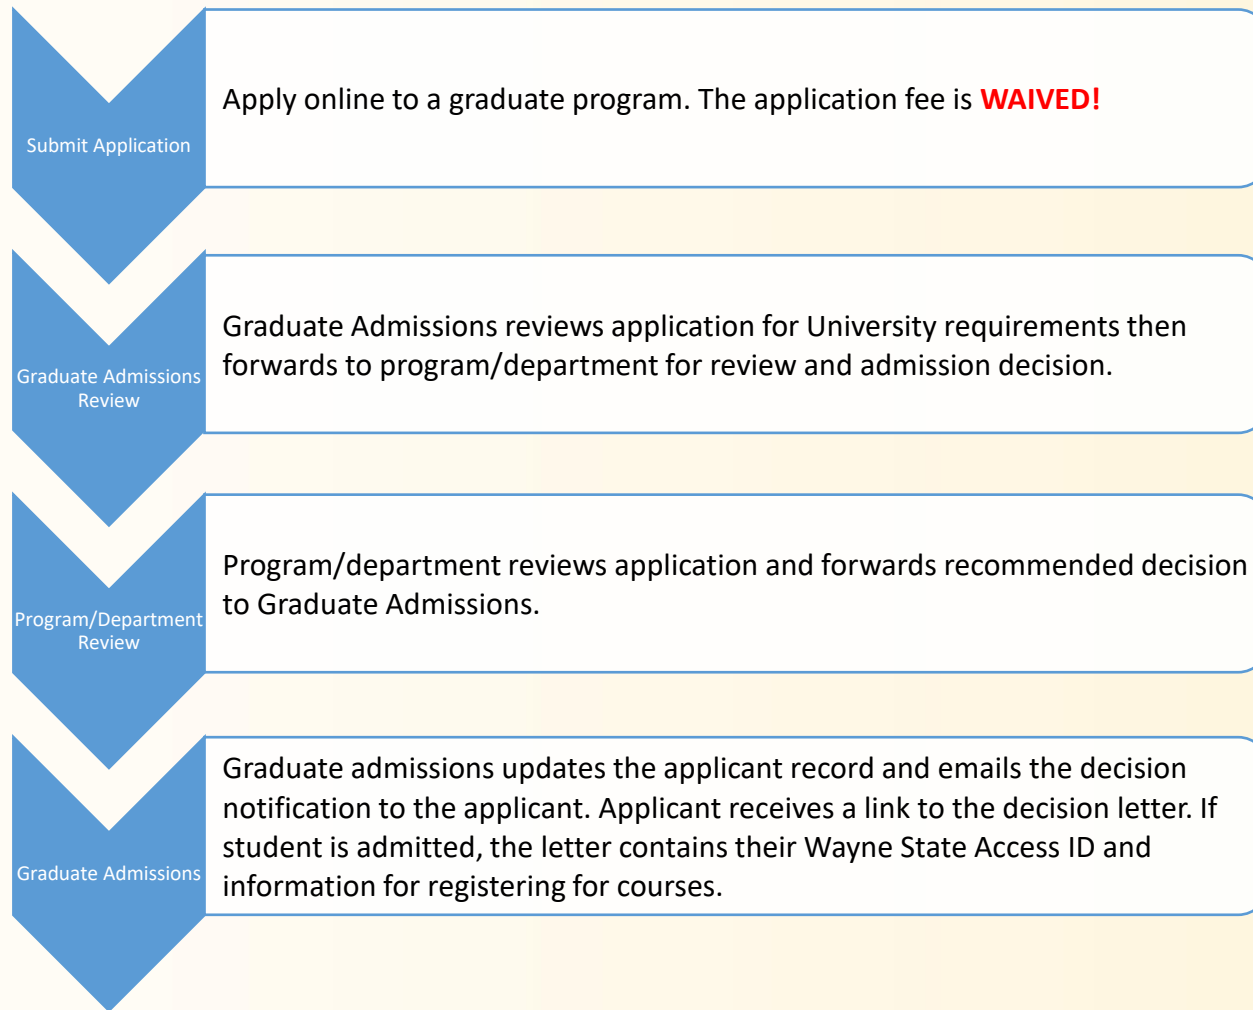 Submit Application
Apply online to a graduate program. The application fee is WAIVED!
Graduate Admissions
Review
Graduate Admissions reviews application for University requirements then
forwards to program/department for review and admission decision.
Program/Department
Review
Program/department reviews application and forwards recommended decision
to Graduate Admissions.
Graduate Admissions
Graduate admissions updates the applicant record and emails the decision
notification to the applicant. Applicant receives a link to the decision letter. If
student is admitted, the letter contains their Wayne State Access ID and
information for registering for courses.